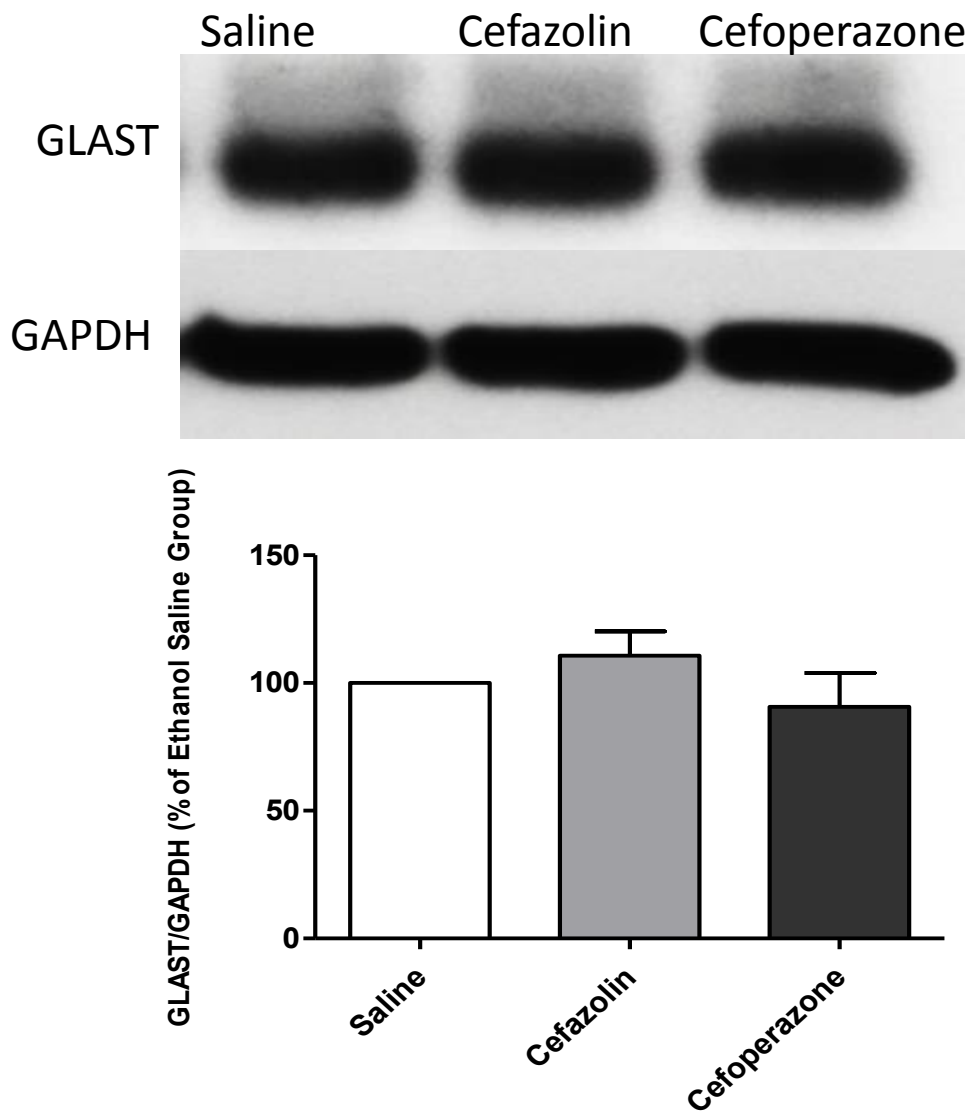 Saline Cefazolin Cefoperazone
GLAST
GAPDH
GLAST/GAPDH (% of Ethanol Saline Group)
150
100
50
0
Saline
Cefazolin
Cefoperazone